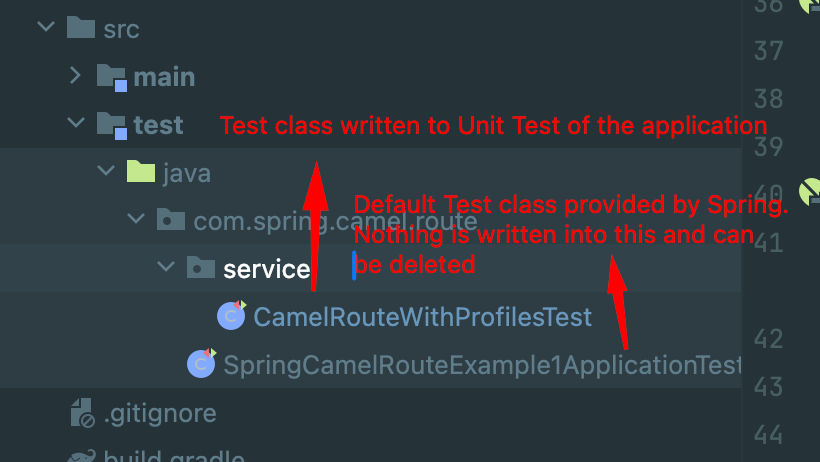 src
36
37
main
38
test
Test class written to Unit Test of the application
39
java
40
Default Test class provided by Spring.
com.spring.camel.route
Nothing is written into this and can
41
be deleted
service
CamelRouteWithProfilesTest
42
SpringCamelRouteExample1ApplicationTest
43
.gitignore
44
build.gradle